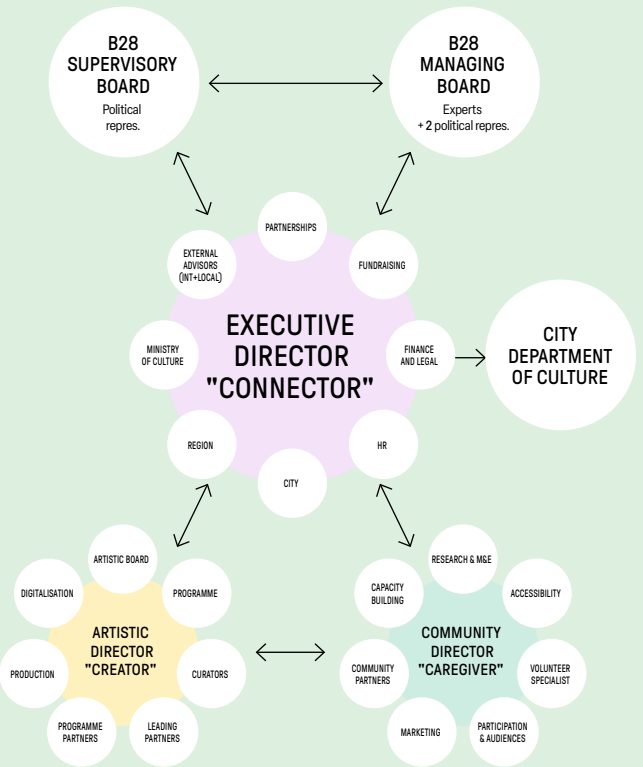 B28
SUPERVISORY
BOARD
Political
repres.
B28
MANAGING
BOARD
Experts
+ 2 political repres.
PARTNERSHIPS
EXTERNAL
ADVISORS
(INT+LOCAL)
FUNDRAISING
EXECUTIVE
DIRECTOR
"CONNECTOR"
MINISTRY
OF CULTURE
FINANCE
AND LEGAL
CITY
DEPARTMENT
OF CULTURE
REGION
HR
CITY
ARTISTIC BOARD
DIGITALISATION
PROGRAMME
ARTISTIC
DIRECTOR
"CREATOR"
PRODUCTION
CURATORS
PROGRAMME
PARTNERS
LEADING
PARTNERS
RESEARCH & M&E
CAPACITY
BUILDING
ACCESSIBILITY
COMMUNITY
DIRECTOR
"CAREGIVER"
COMMUNITY
PARTNERS
VOLUNTEER
SPECIALIST
MARKETING
PARTICIPATION
& AUDIENCES